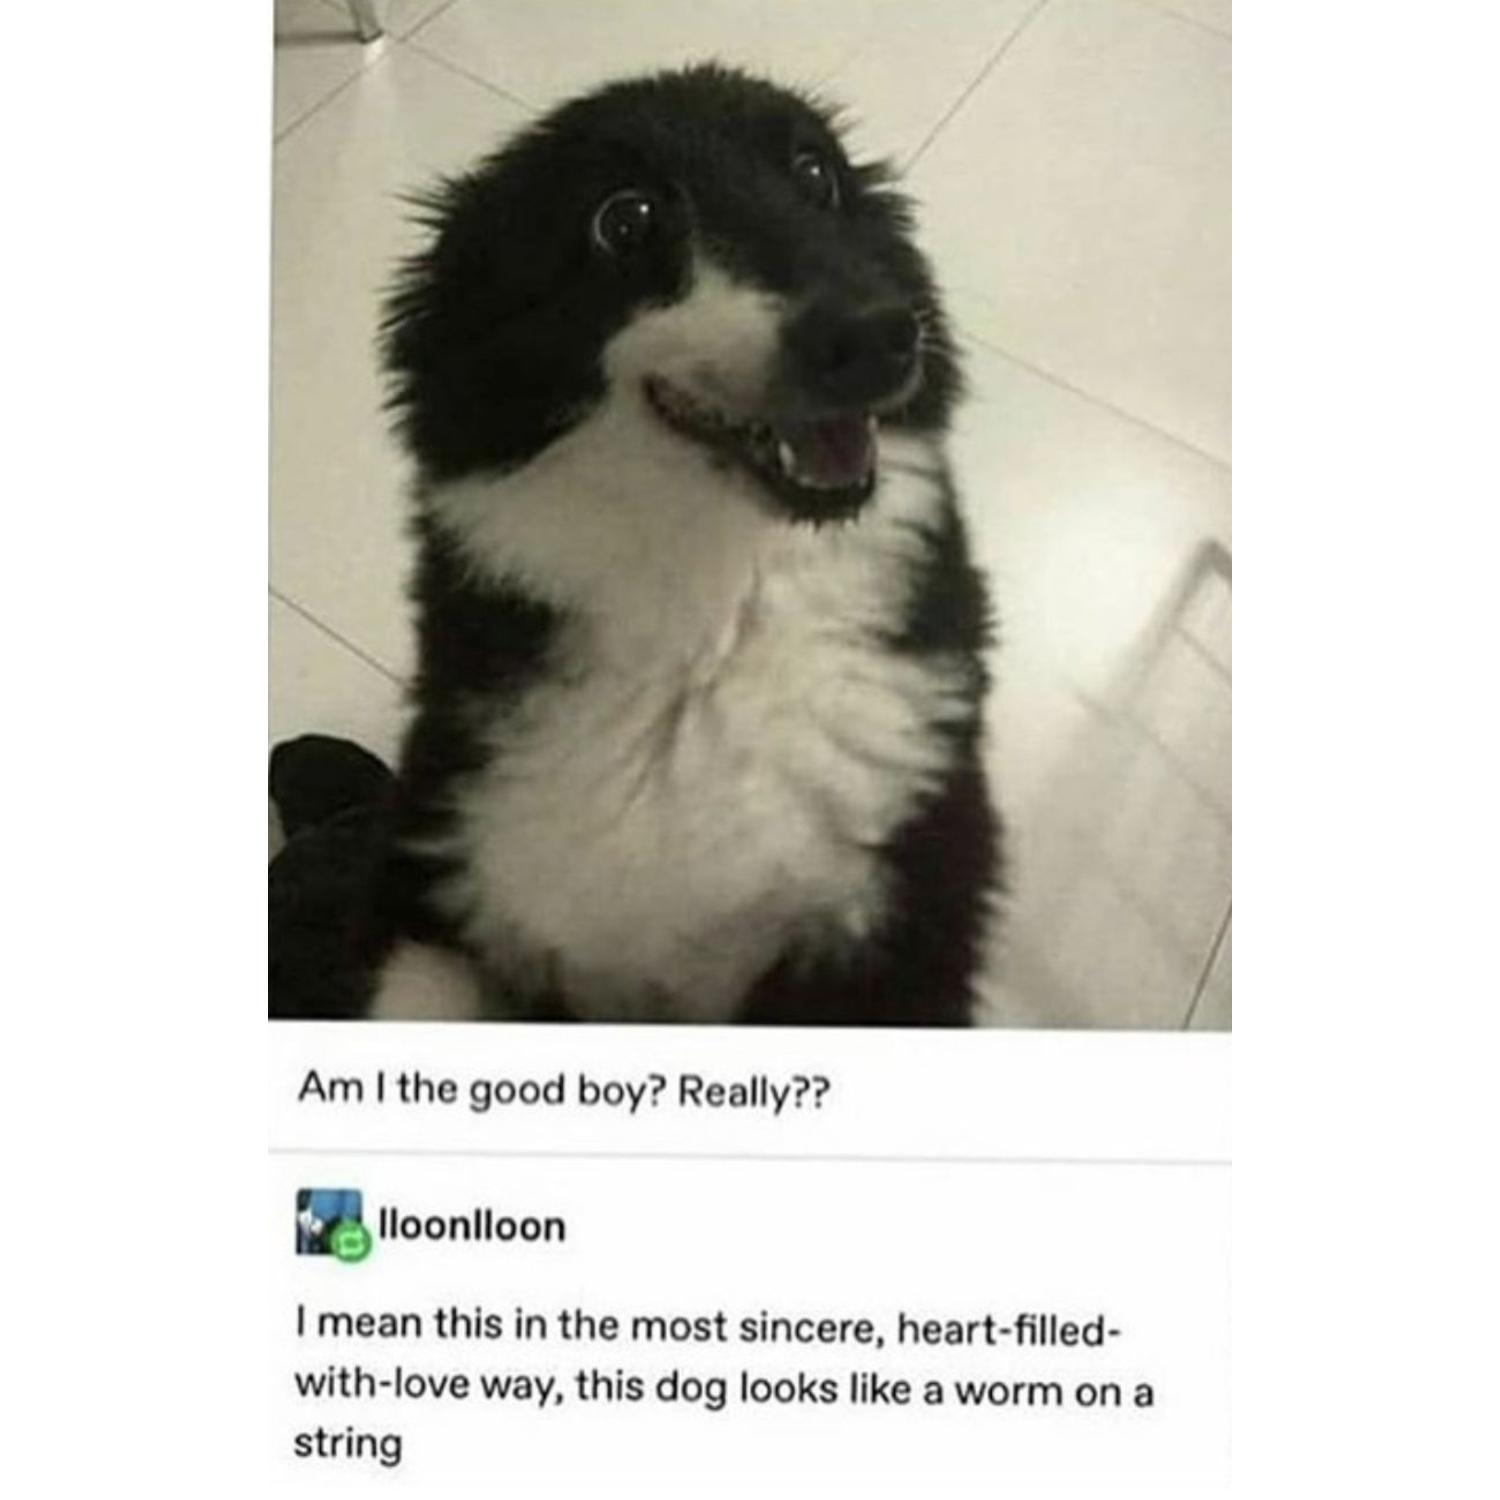 Am I the good boy? Really??
lloonlloon
I mean this in the most sincere, heart-filled-
with-love way, this dog looks like a worm on a
string